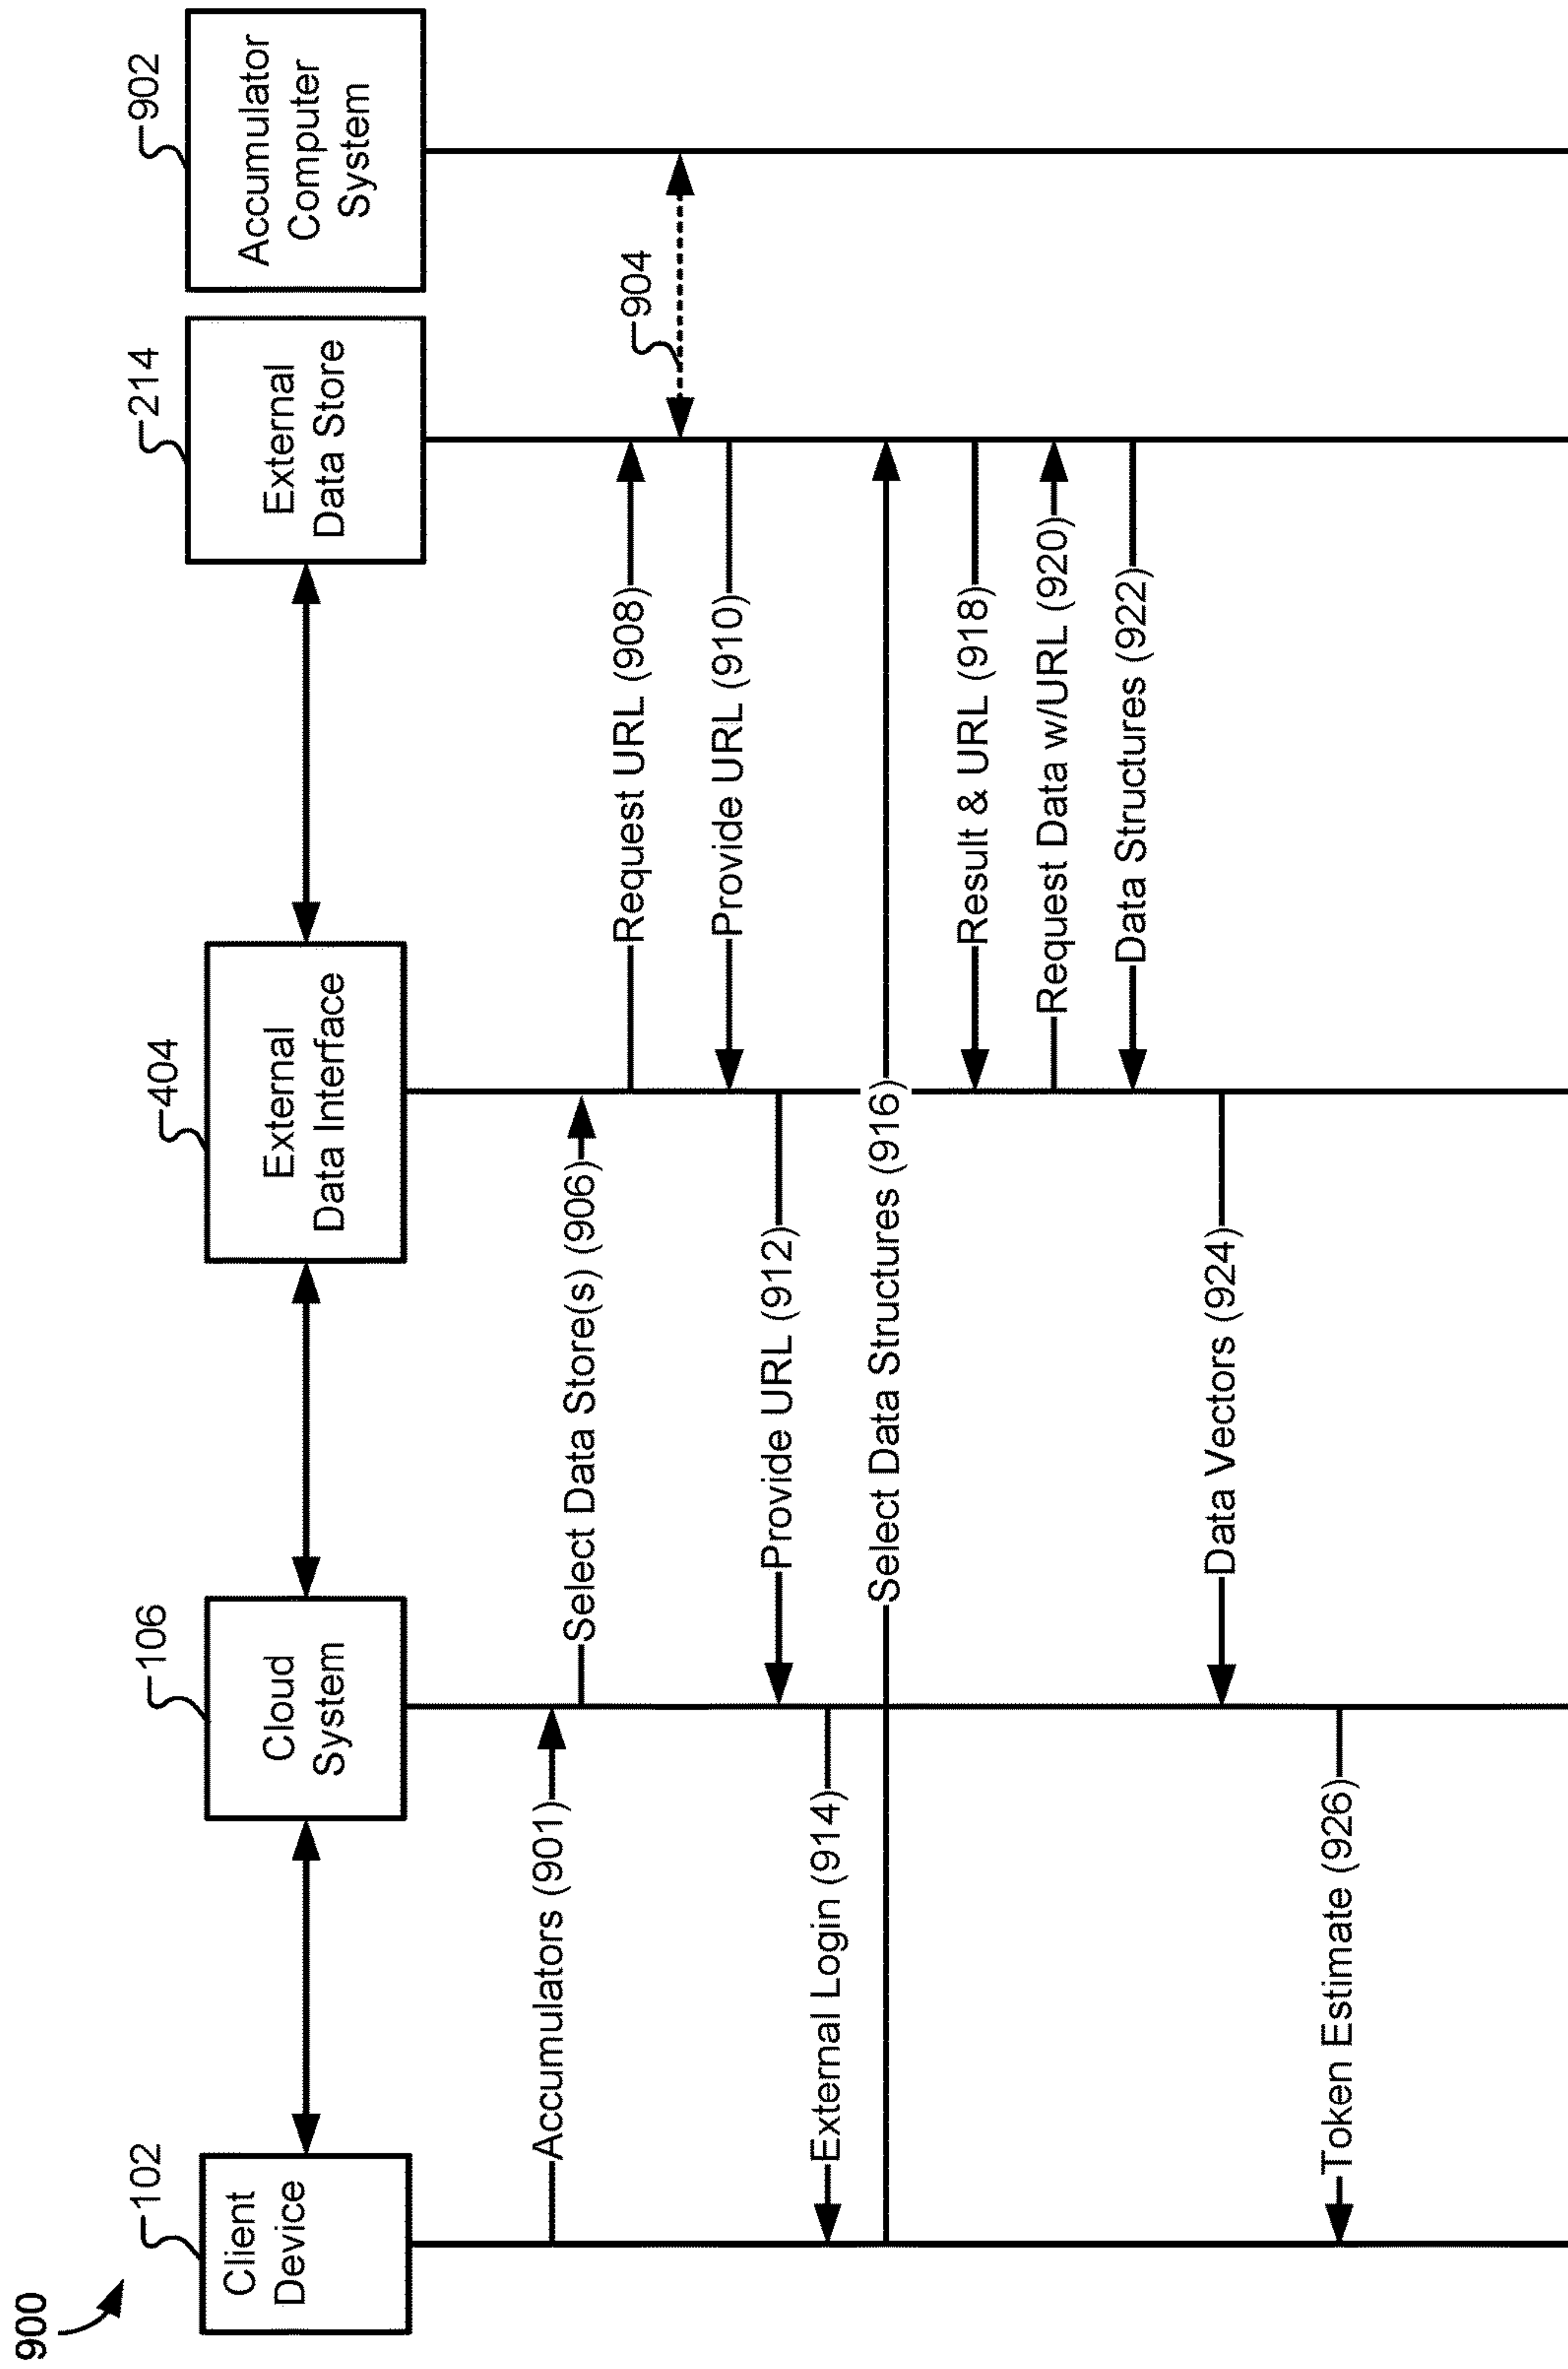 900
102
Client
Device
106
Cloud
System
404
External
Data Interface
214
External
Data Store
902
Accumulator
Computer
System
Accumulators (901)
Select Data Store(s) (906)
Request URL (908)
904
Provide URL (910)
Provide URL (912)
External Login (914)
Select Data Structures (916)
Result & URL (918)
Request Data w/URL (920)
Data Structures (922)
Data Vectors (924)
Token Estimate (926)